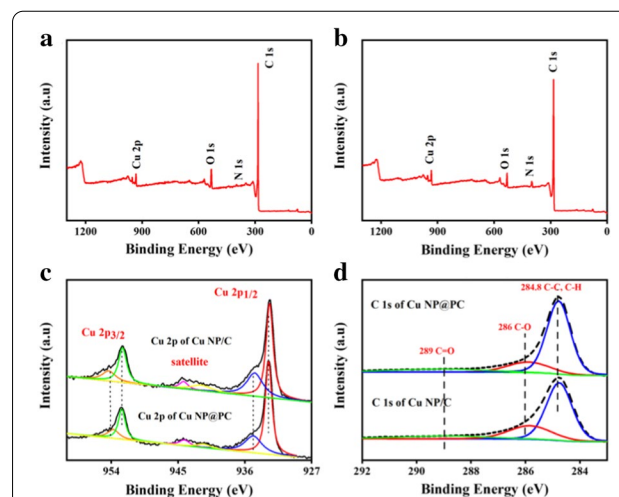 a
C 1s
Cu 2p
O 1s
N 1s
Intensity (a.u)
1300
900
600
300
0
Binding Energy (eV)
b
C 1s
Cu 2p
O 1s
N 1s
Intensity (a.u)
1200
900
600
300
0
Binding Energy (eV)
c
Cu 2p1/2
Cu 2p3/2
Cu 2p of Cu NP/C
satellite
Cu 2p of Cu NP@PC
Intensity (a.u)
954
945
936
927
Binding Energy (eV)
d
284.8 C-C, C-H
C 1s of Cu NP@PC
286 C-O
289 C=O
C 1s of Cu NP/C
Intensity (a.u)
292
290
288
286
284
Binding Energy (eV)